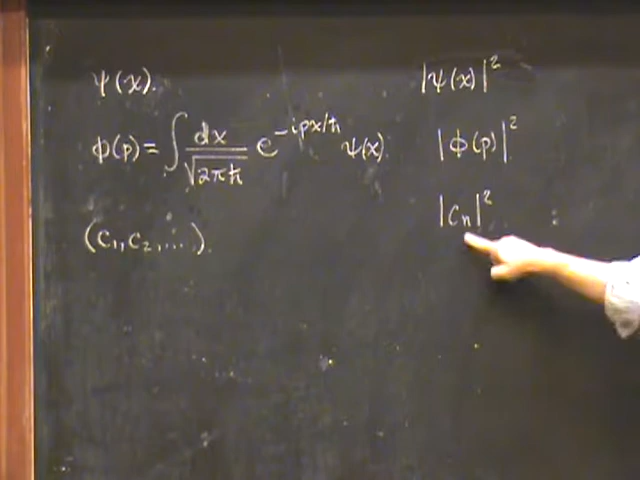 ψ(x). |ψ(x)|²
ϕ(p) = ∫ dx/√(2πħ) e^(-ipx/ħ) ψ(x). |ϕ(p)|²
(c₁, c₂, ...). |cₙ|²